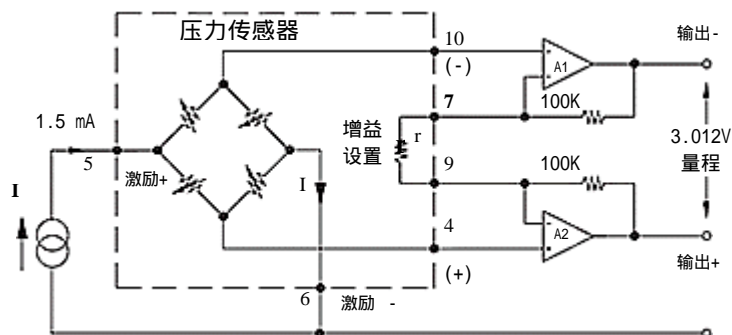 压力传感器
10
(-)
A1
输出-
7
100K
1.5 mA
5
增益
设置
r
3.012V
量程
9
100K
激励+
I
I
4
(+)
A2
输出+
6
激励 -